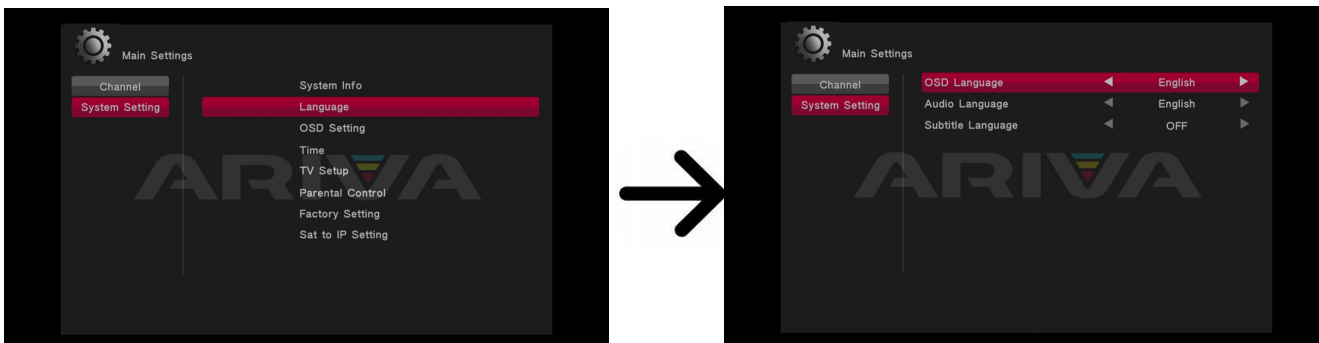 Main Settings
Channel
System Setting
System Info
Language
OSD Setting
Time
TV Setup
Parental Control
Factory Setting
Sat to IP Setting
ARIVA
Main Settings
Channel
System Setting
OSD Language English
Audio Language English
Subtitle Language OFF
ARIVA